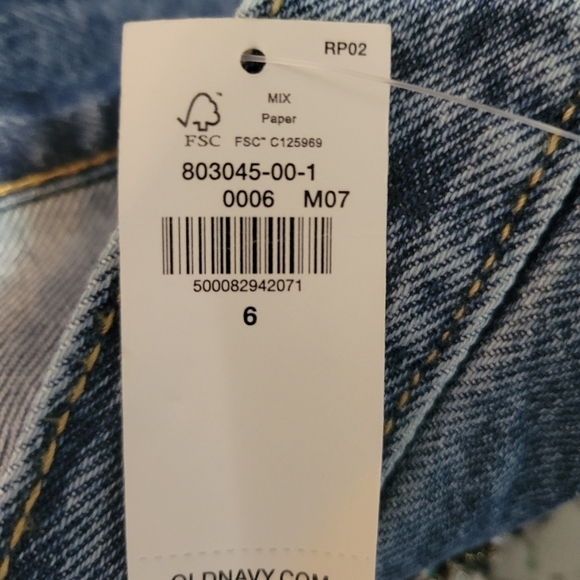 RP02
MIX
Paper
FSC FSC™ C125969
803045-00-1
0006 M07
500082942071
6
OLDNAVY.COM